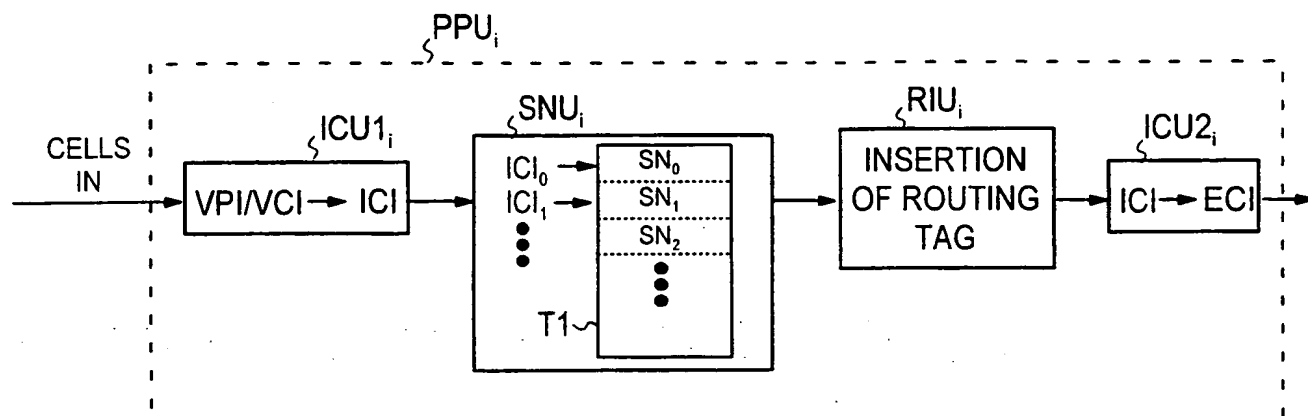 PPUi
CELLS
IN
ICU1i
VPI/VCI → ICI
SNUi
ICI0 → SN0
ICI1 → SN1
SN2
T1
RIUi
INSERTION
OF ROUTING
TAG
ICU2i
ICI → ECI